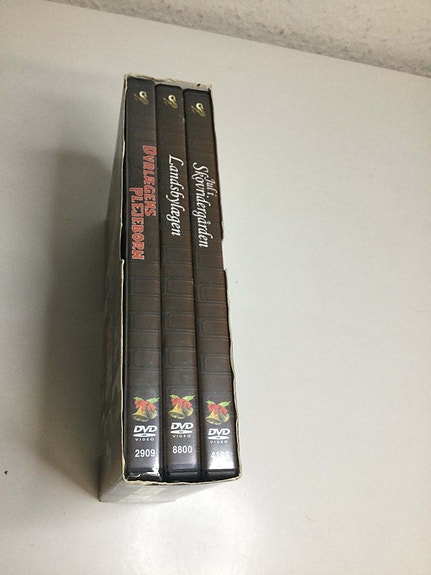 DYRLÆGENS
PLEJEBØRN
DVD
VIDEO
2909
Landsbylægen
DVD
VIDEO
8800
Jul i
Skovridergården
DVD
VIDEO